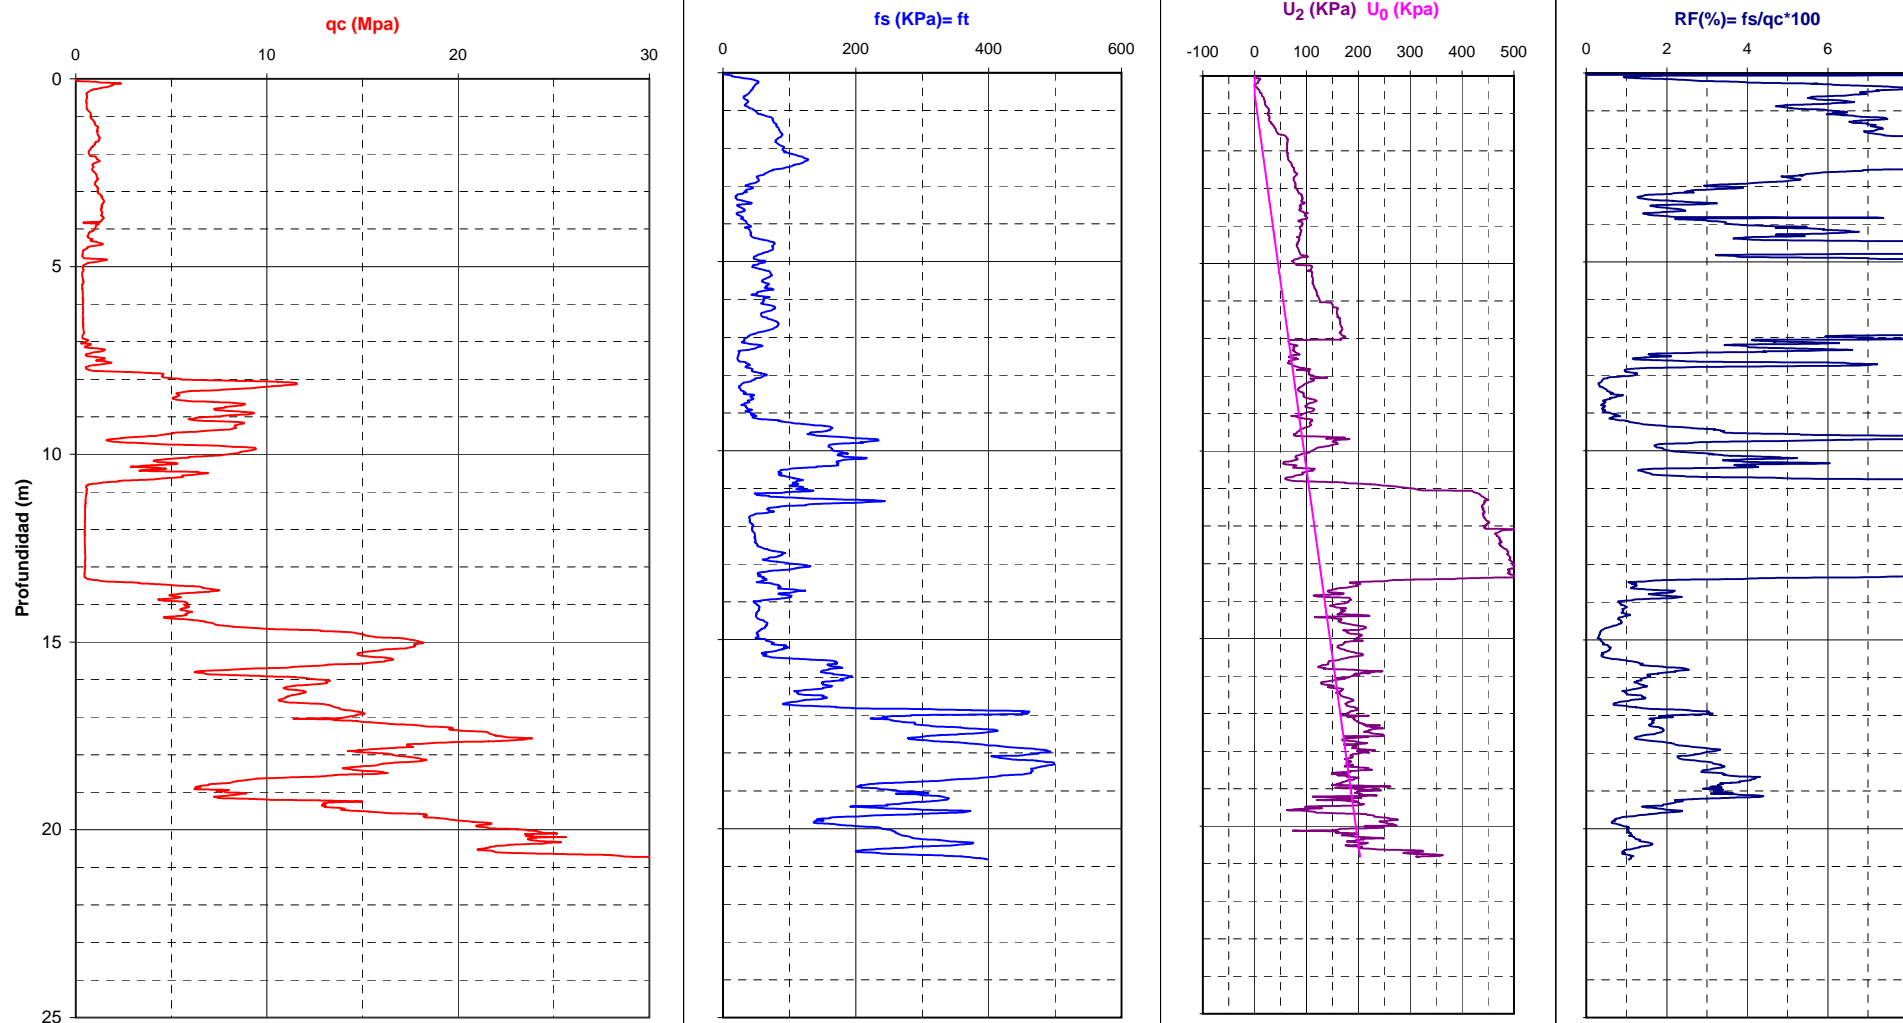 qc (Mpa)
0 10 20 30
0
5
10
15
20
25
Profundidad (m)
fs (KPa)= ft
0 200 400 600
U2 (KPa) U0 (Kpa)
-100 0 100 200 300 400 500
RF(%)= fs/qc*100
0 2 4 6